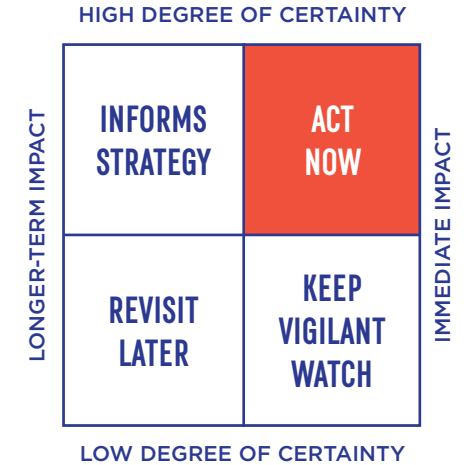 HIGH DEGREE OF CERTAINTY
LONGER-TERM IMPACT
INFORMS
STRATEGY
ACT
NOW
IMMEDIATE IMPACT
REVISIT
LATER
KEEP
VIGILANT
WATCH
LOW DEGREE OF CERTAINTY